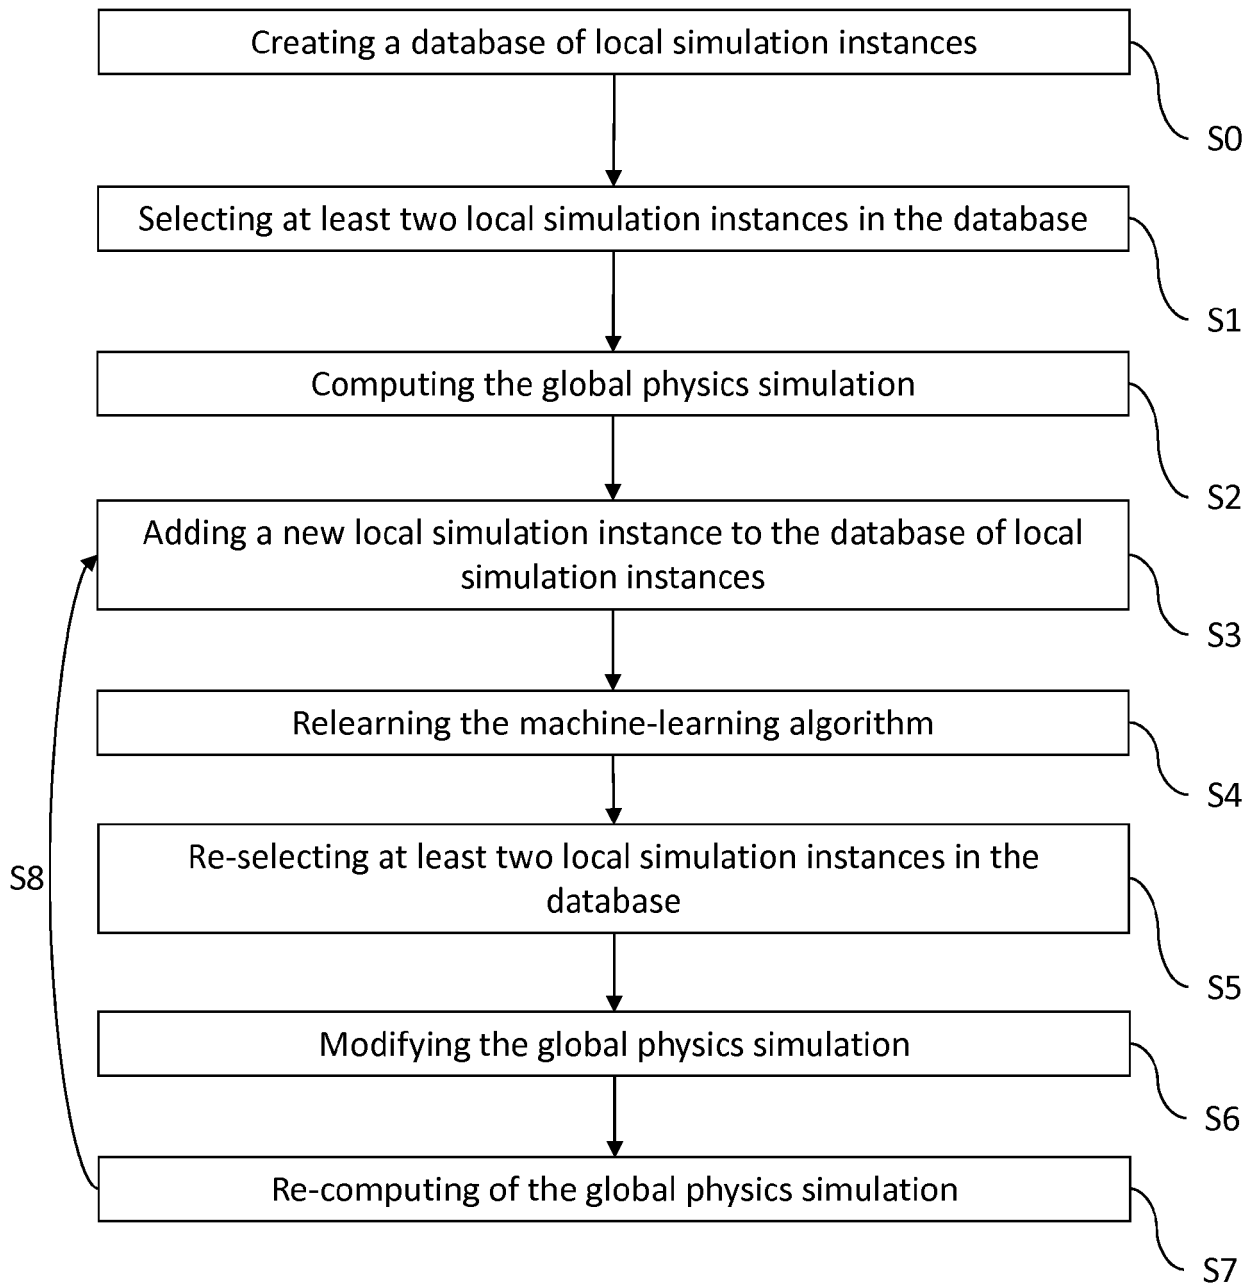 Creating a database of local simulation instances
S0
Selecting at least two local simulation instances in the database
S1
Computing the global physics simulation
S2
Adding a new local simulation instance to the database of local
simulation instances
S3
Relearning the machine-learning algorithm
S4
Re-selecting at least two local simulation instances in the
database
S8
S5
Modifying the global physics simulation
S6
Re-computing of the global physics simulation
S7